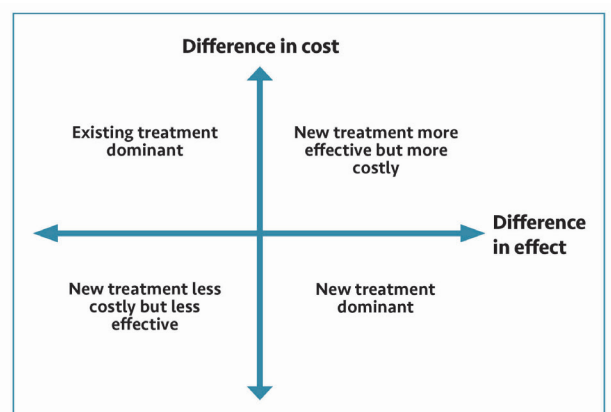 Difference in cost
Existing treatment
dominant
New treatment more
effective but more
costly
Difference
in effect
New treatment less
costly but less
effective
New treatment
dominant